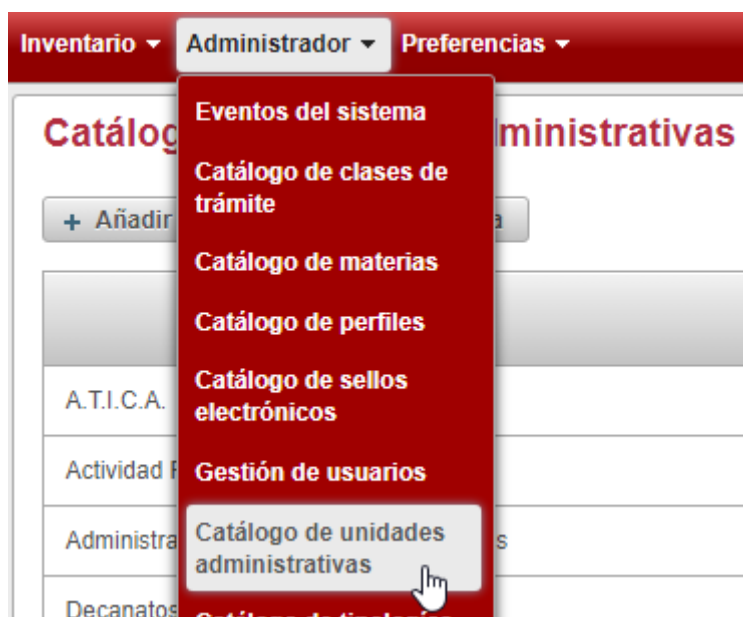 Inventario Administrador Preferencias
Catálog ministrativas
+ Añadir
Eventos del sistema
Catálogo de clases de
trámite
Catálogo de materias
Catálogo de perfiles
Catálogo de sellos
electrónicos
Gestión de usuarios
Catálogo de unidades
administrativas
A.T.I.C.A.
Actividad
Administra s
Decanatos